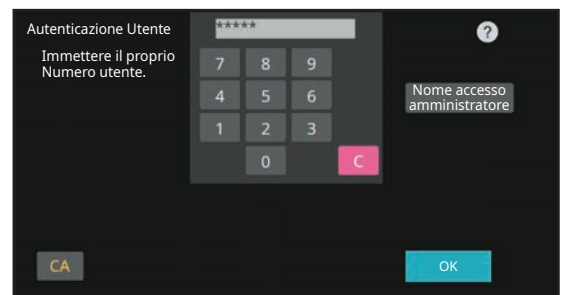 Autenticazione Utente
*****
?
Immettere il proprio
Numero utente.
7 8 9
4 5 6
1 2 3
0 C
Nome accesso
amministratore
CA
OK